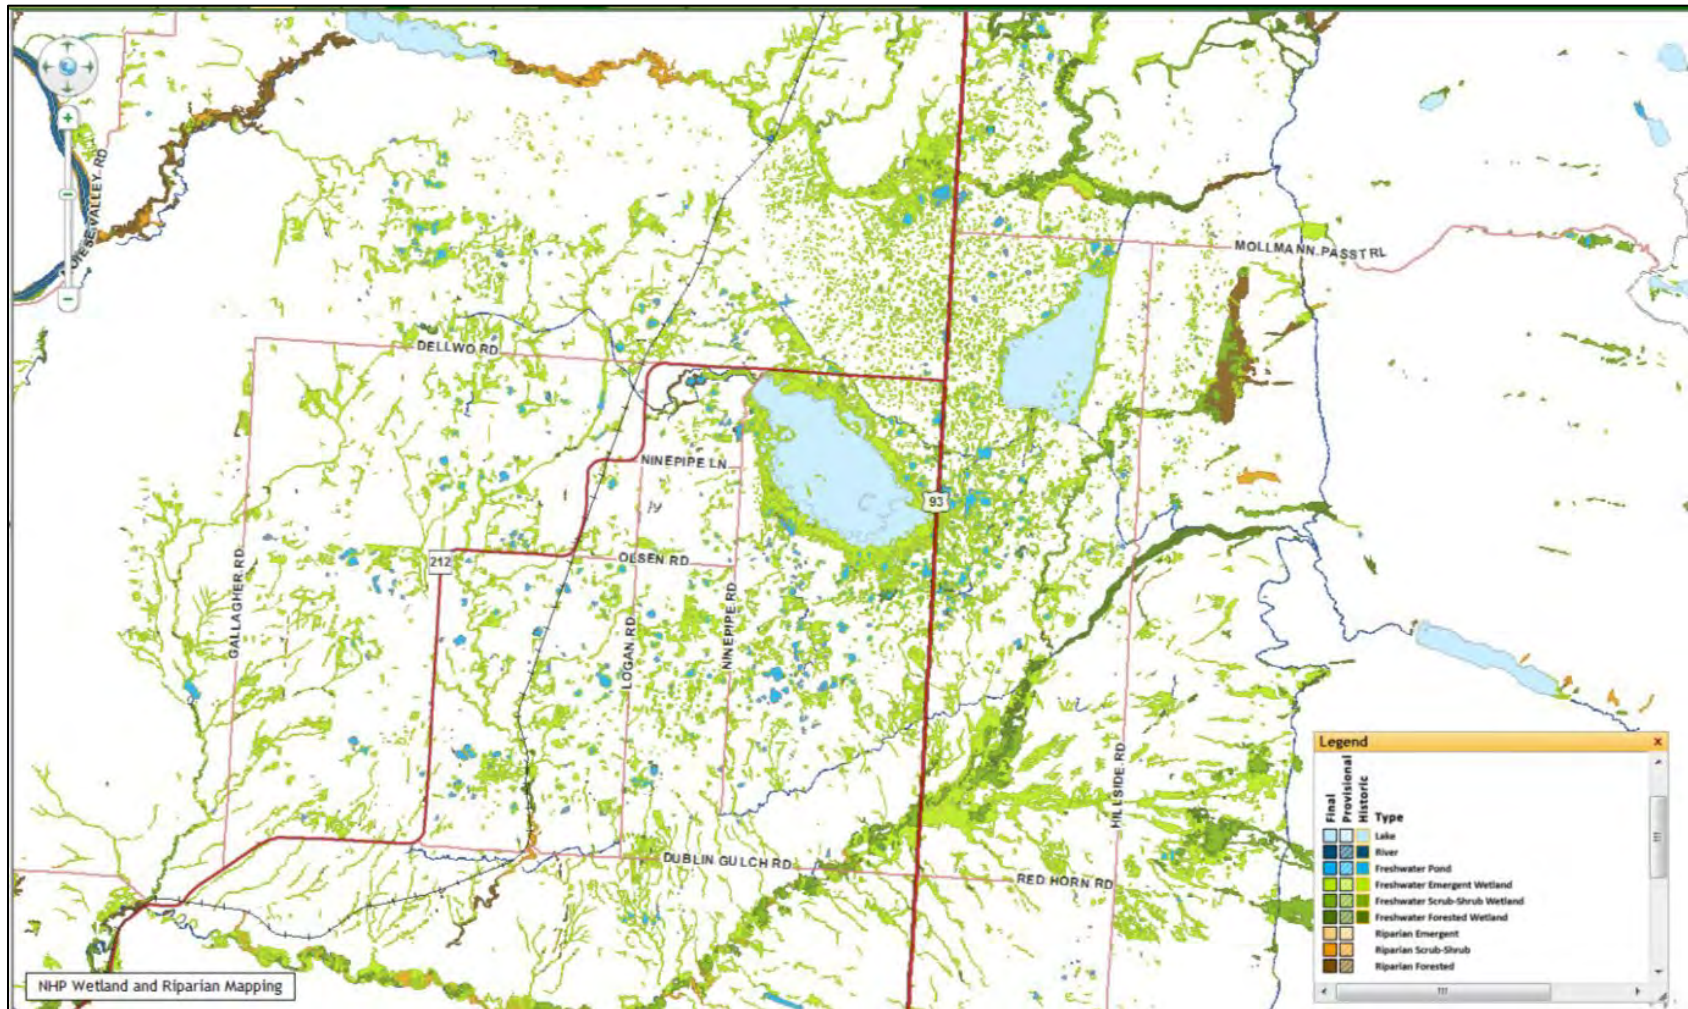 MOLLMANN PASS TRL
DELLWO RD
NINEPIPE LN
93
OLSEN RD
212
GALLAGHER RD
LOGAN RD
NINEPIPE RD
HILLSIDE RD
DUBLIN GULCH RD
RED HORN RD
Legend
Final
Provisional
Historic
Type
Lake
River
Freshwater Pond
Freshwater Emergent Wetland
Freshwater Scrub-Shrub Wetland
Freshwater Forested Wetland
Riparian Emergent
Riparian Scrub-Shrub
Riparian Forested
NHP Wetland and Riparian Mapping
VALLEY RD